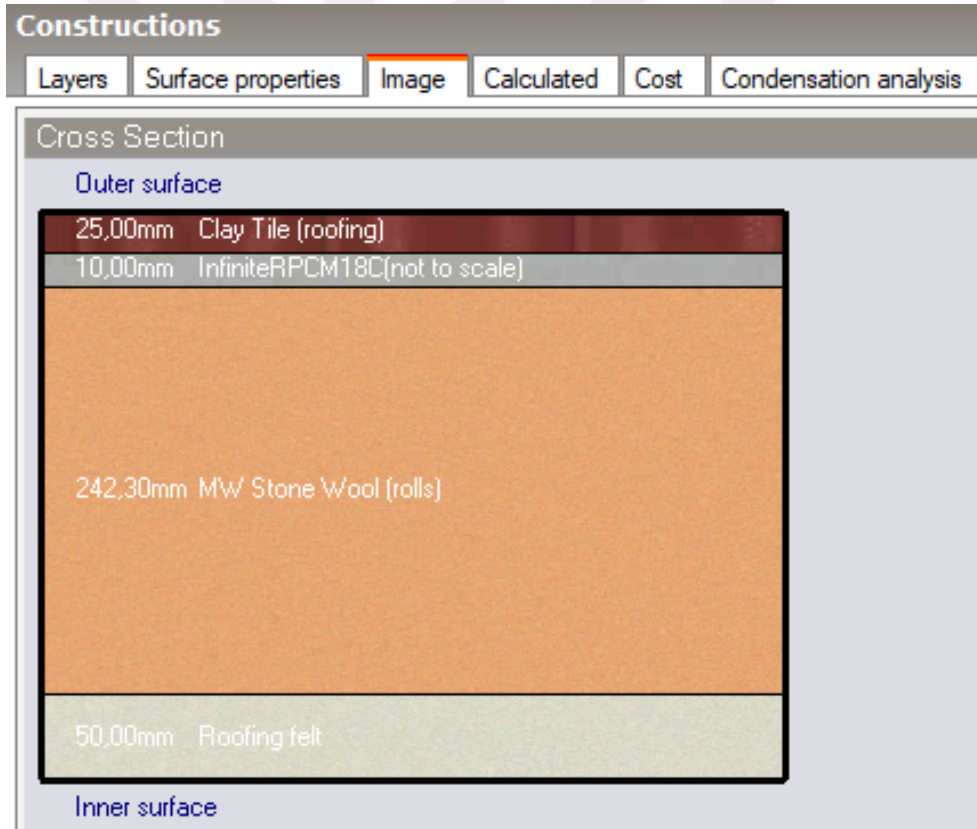 Constructions
Layers Surface properties Image Calculated Cost Condensation analysis
Cross Section
Outer surface
25,00mm Clay Tile (roofing)
10,00mm InfiniteRPCM18C(not to scale)
242,30mm MW Stone Wool (rolls)
50,00mm Roofing felt
Inner surface